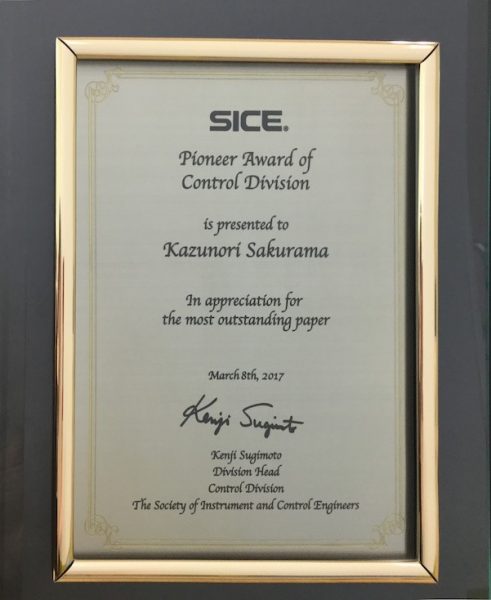 SICE®
Pioneer Award of
Control Division
is presented to
Kazunori Sakurama
In appreciation for
the most outstanding paper
March 8th, 2017
Kenji Sugimoto
Kenji Sugimoto
Division Head
Control Division
The Society of Instrument and Control Engineers